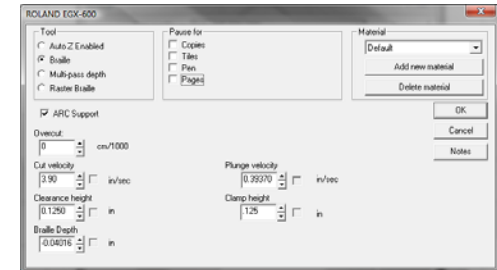 ROLAND EGX-600
Tool
Auto Z Enabled
Braille
Multi-pass depth
Raster Braille
Pause for
Copies
Tiles
Pen
Pages
Material
Default
Add new material
Delete material
ARC Support
OK
Cancel
Notes
Overcut:
0 cm/1000
Cut velocity
3.90 in/sec
Plunge velocity
0.39370 in/sec
Clearance height
0.1250 in
Clamp height
.125 in
Braille Depth
-0.04016 in